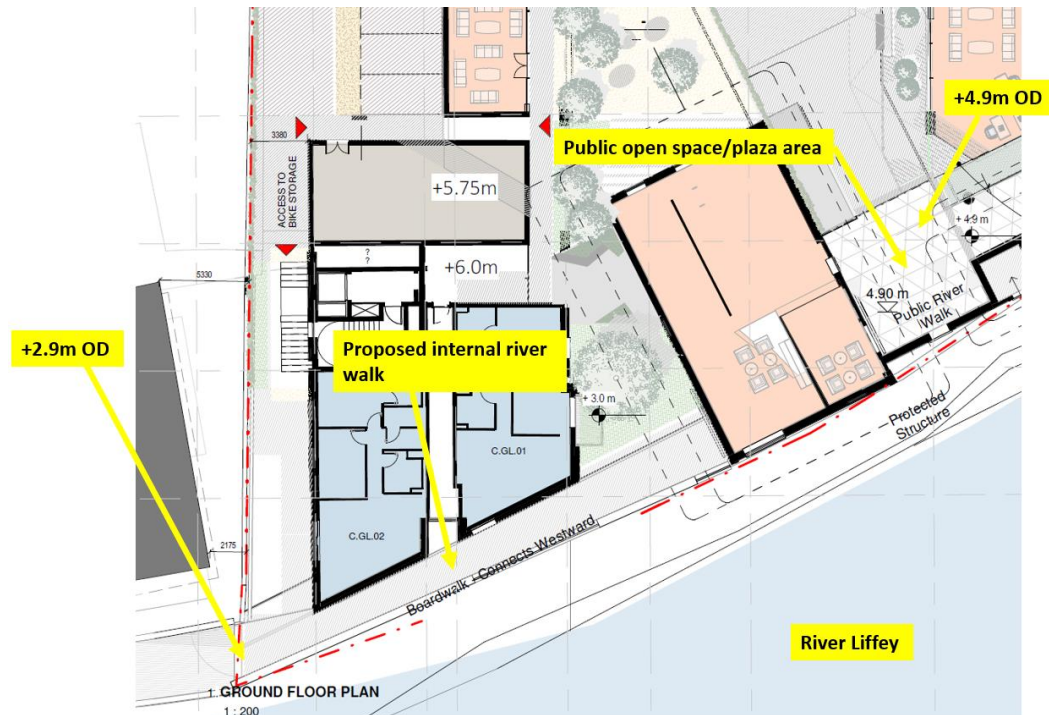 +4.9m OD
Public open space/plaza area
3380
ACCESS TO
BIKE STORAGE
+5.75m
+ 4.9 m
5330
?
?
+6.0m
4.90 m
Public River
Walk
+2.9m OD
Proposed internal river
walk
+ 3.0 m
Protected
Structure
C.GL.01
C.GL.02
2175
Boardwalk - Connects Westward
River Liffey
1. GROUND FLOOR PLAN
1 : 200